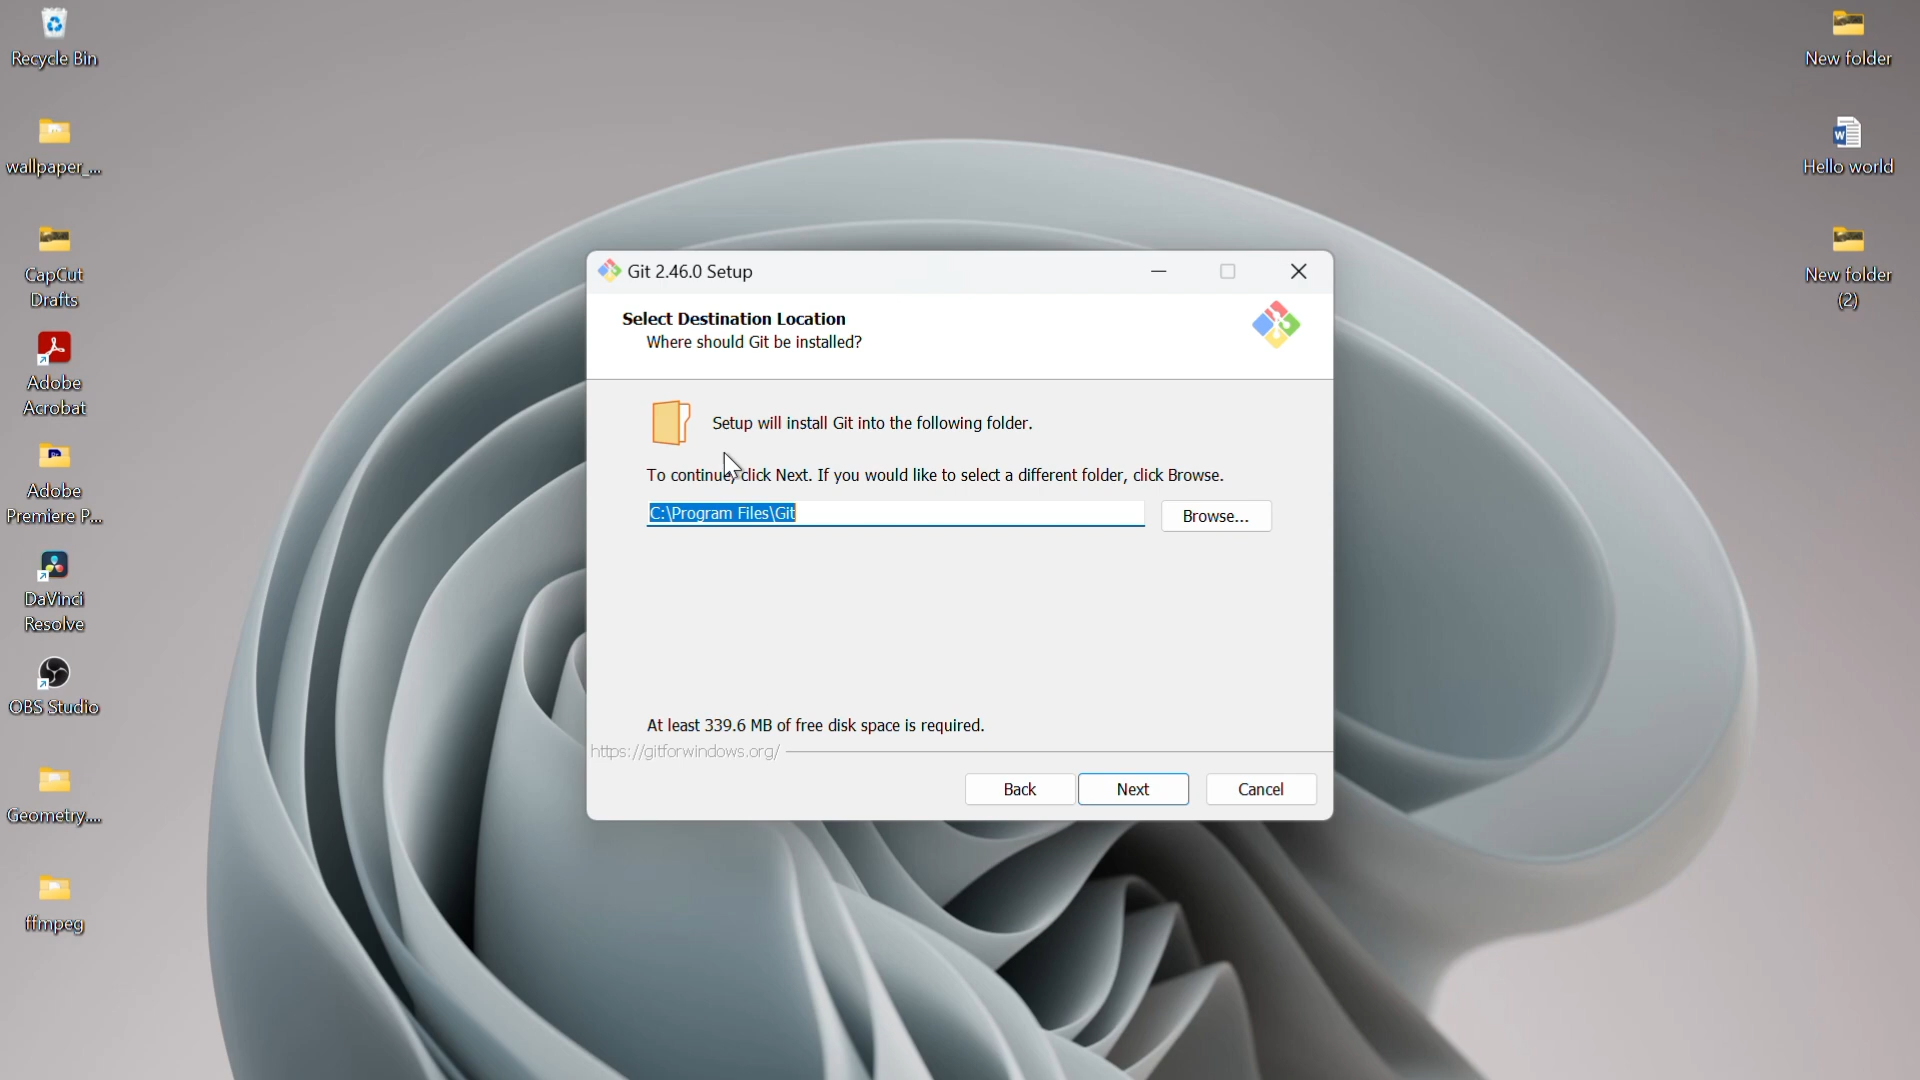 Recycle Bin
wallpaper_...
CapCut
Drafts
Adobe
Acrobat
Adobe
Premiere P...
DaVinci
Resolve
OBS Studio
Geometry....
ffmpeg
Git 2.46.0 Setup
Select Destination Location
Where should Git be installed?
Setup will install Git into the following folder.
To continue, click Next. If you would like to select a different folder, click Browse.
C:\Program Files\Git
Browse...
At least 339.6 MB of free disk space is required.
https://gitforwindows.org/
Back
Next
Cancel
New folder
Hello world
New folder
(2)